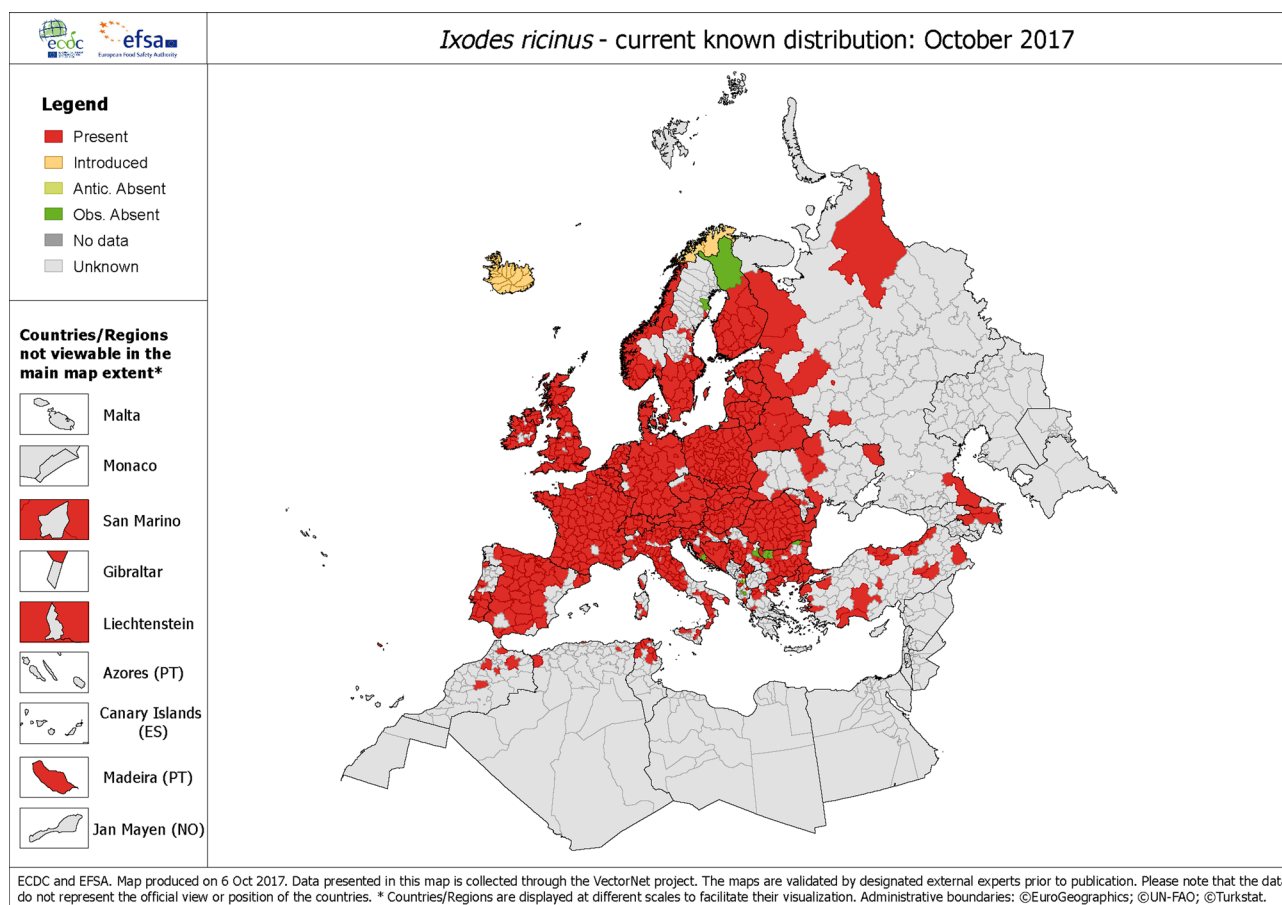 ecdc
efsa
European Food Safety Authority
Ixodes ricinus - current known distribution: October 2017
Legend
Present
Introduced
Antic. Absent
Obs. Absent
No data
Unknown
Countries/Regions
not viewable in the
main map extent*
Malta
Monaco
San Marino
Gibraltar
Liechtenstein
Azores (PT)
Canary Islands
(ES)
Madeira (PT)
Jan Mayen (NO)
ECDC and EFSA. Map produced on 6 Oct 2017. Data presented in this map is collected through the VectorNet project. The maps are validated by designated external experts prior to publication. Please note that the data
do not represent the official view or position of the countries. * Countries/Regions are displayed at different scales to facilitate their visualization. Administrative boundaries: ©EuroGeographics; ©UN-FAO; ©Turkstat.